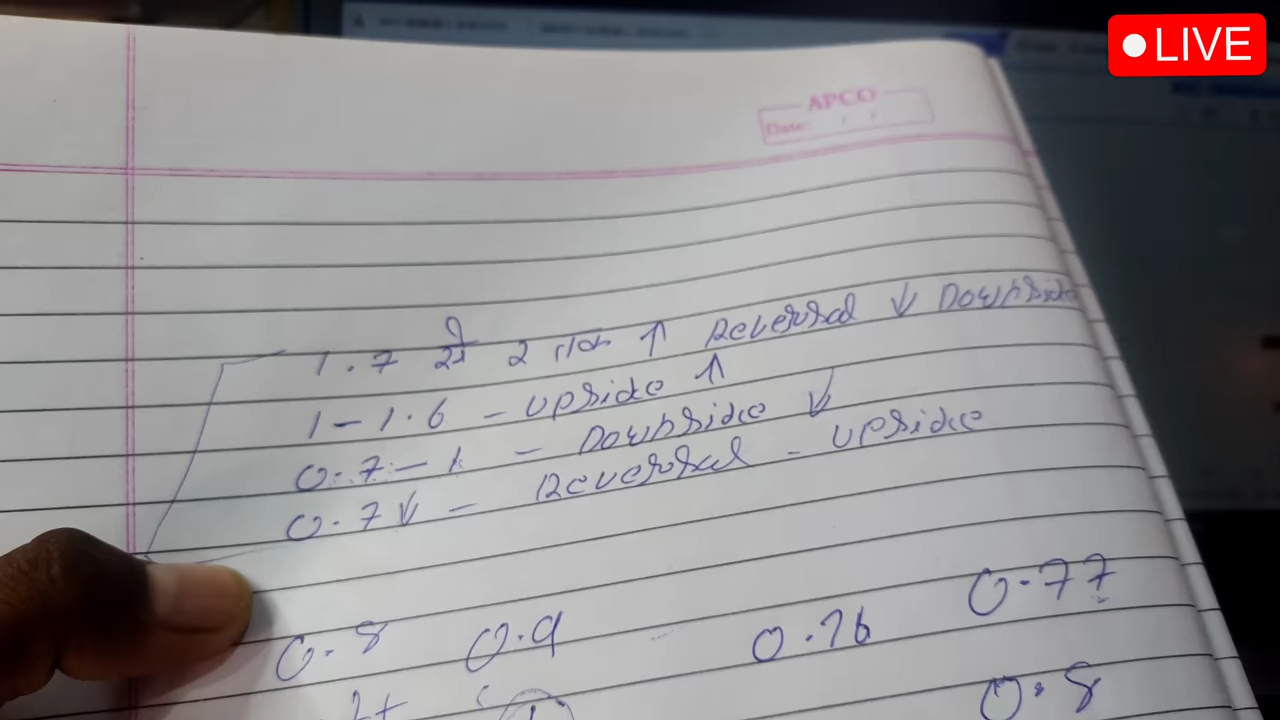 LIVE
APCO
Date:
1.7 से 2 तक ↑ Reversal ↓ Downside
1 - 1.6 - upside ↑
0.7 - 1 - Downside ↓
0.7 ↓ - Reversal - upside
0.77
0.8 0.9 0.76
0.8